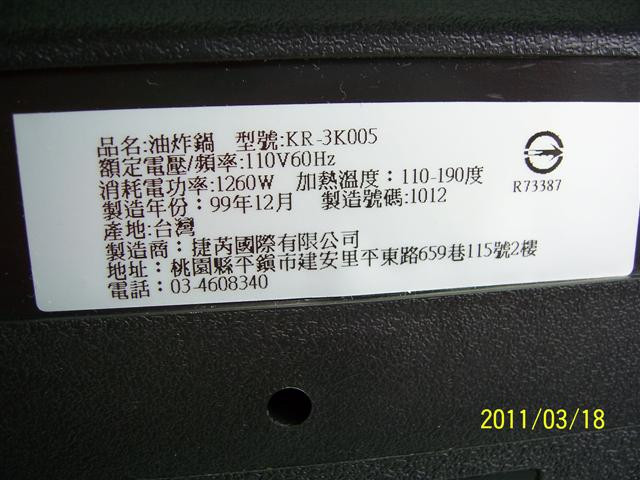 品名:油炸鍋 型號:KR-3K005
額定電壓/頻率:110V60Hz
消耗電功率:1260W 加熱溫度：110-190度
製造年份：99年12月 製造號碼:1012
產地:台灣
製造商：捷芮國際有限公司
地址：桃園縣平鎮市建安里平東路659巷115號2樓
電話：03-4608340
R73387
2011/03/18